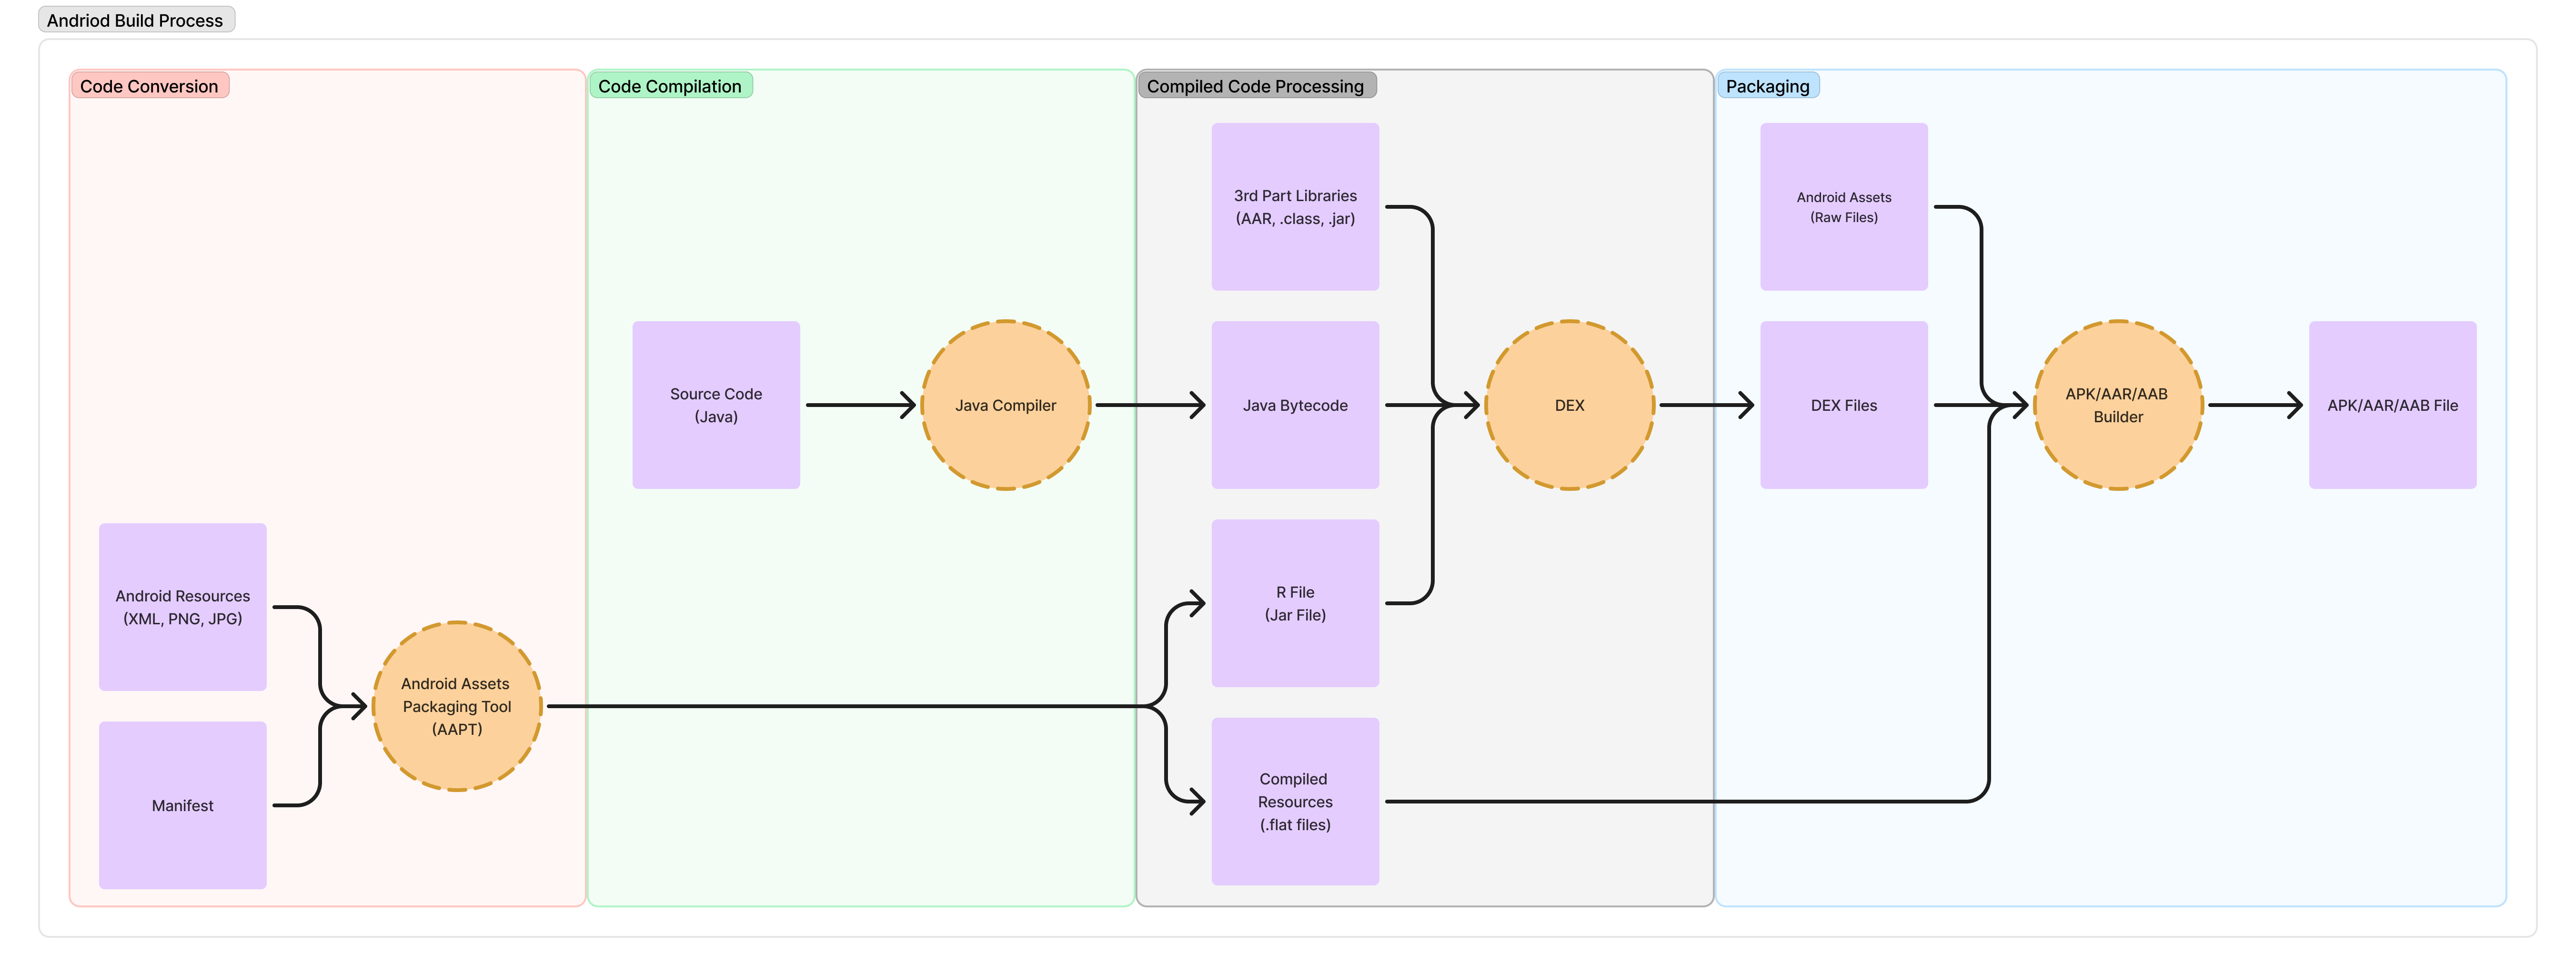 Andriod Build Process
Code Conversion
Android Resources
(XML, PNG, JPG)
Manifest
Android Assets
Packaging Tool
(AAPT)
Code Compilation
Source Code
(Java)
Java Compiler
Compiled Code Processing
3rd Part Libraries
(AAR, .class, .jar)
Java Bytecode
R File
(Jar File)
Compiled
Resources
(.flat files)
DEX
Packaging
Android Assets
(Raw Files)
DEX Files
APK/AAR/AAB
Builder
APK/AAR/AAB File